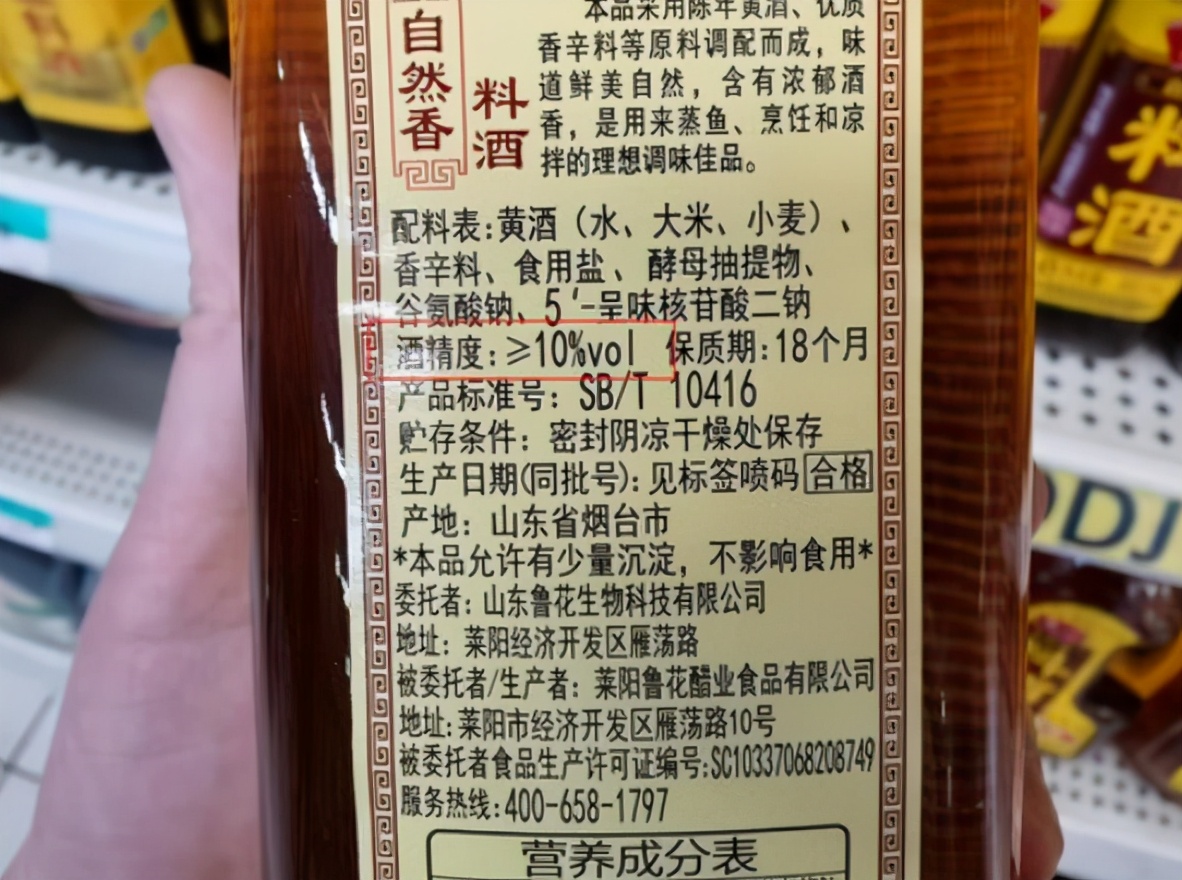 自然香
料酒
本品采用陈年黄酒、优质
香辛料等原料调配而成，味
道鲜美自然，含有浓郁酒
香，是用来蒸鱼、烹饪和凉
拌的理想调味佳品。
配料表:黄酒（水、大米、小麦）、
香辛料、食用盐、酵母抽提物、
谷氨酸钠、5′-呈味核苷酸二钠
酒精度:≥10%vol 保质期:18个月
产品标准号: SB/T 10416
贮存条件: 密封阴凉干燥处保存
生产日期(同批号): 见标签喷码 合格
产地: 山东省烟台市
*本品允许有少量沉淀，不影响食用*
委托者: 山东鲁花生物科技有限公司
地址: 莱阳经济开发区雁荡路
被委托者/生产者: 莱阳鲁花醋业食品有限公司
地址:莱阳市经济开发区雁荡路10号
被委托者食品生产许可证编号:SC10337068208749
服务热线:400-658-1797
营养成分表
料酒
DJ